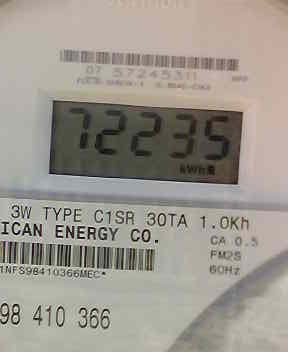 07 57245311
72235
kWh
3W TYPE C1SR 30TA 1.0Kh
ICAN ENERGY CO.
CA 0.5
FM2S
1NFS98410366MEC*
60Hz
98 410 366